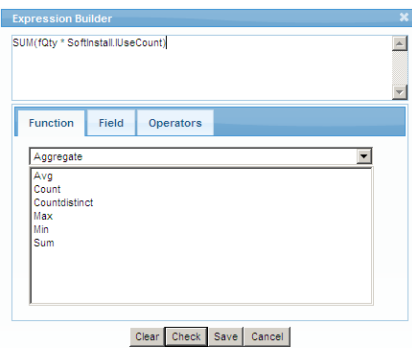 Expression Builder
SUM(fQty * SoftInstall.lUseCount)
Function Field Operators
Aggregate
Avg
Count
Countdistinct
Max
Min
Sum
Clear Check Save Cancel